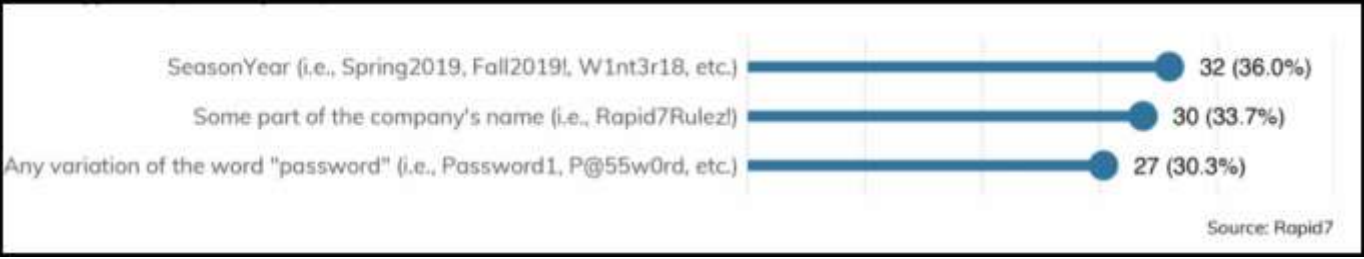 SeasonYear (i.e., Spring2019, Fall2019!, W1nt3r18, etc.) 32 (36.0%)
Some part of the company's name (i.e., Rapid7Rulez!) 30 (33.7%)
Any variation of the word "password" (i.e., Password1, P@55w0rd, etc.) 27 (30.3%)
Source: Rapid7